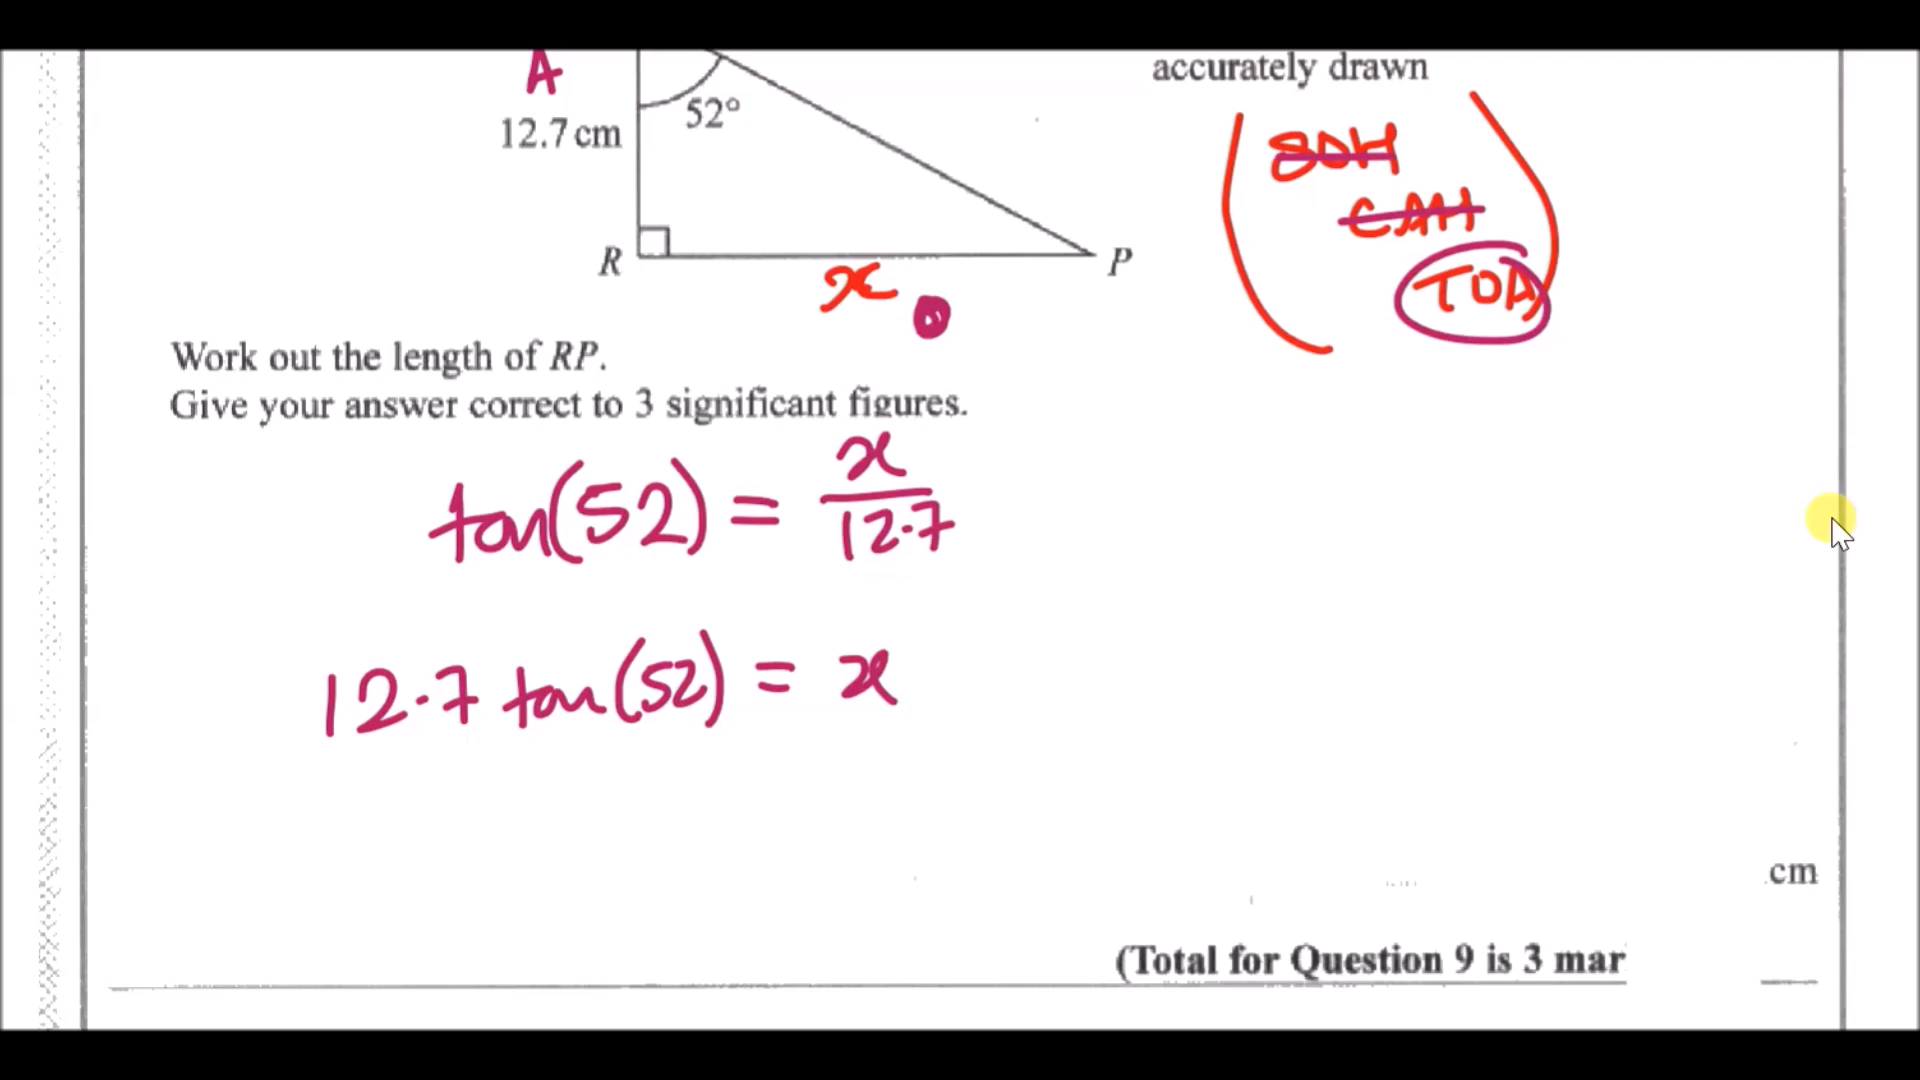 A
accurately drawn
52°
12.7 cm
SOH
CAH
TOA
R
P
x
Work out the length of RP.
Give your answer correct to 3 significant figures.
tan(52) = x
12.7
12.7 tan(52) = x
cm
(Total for Question 9 is 3 mar